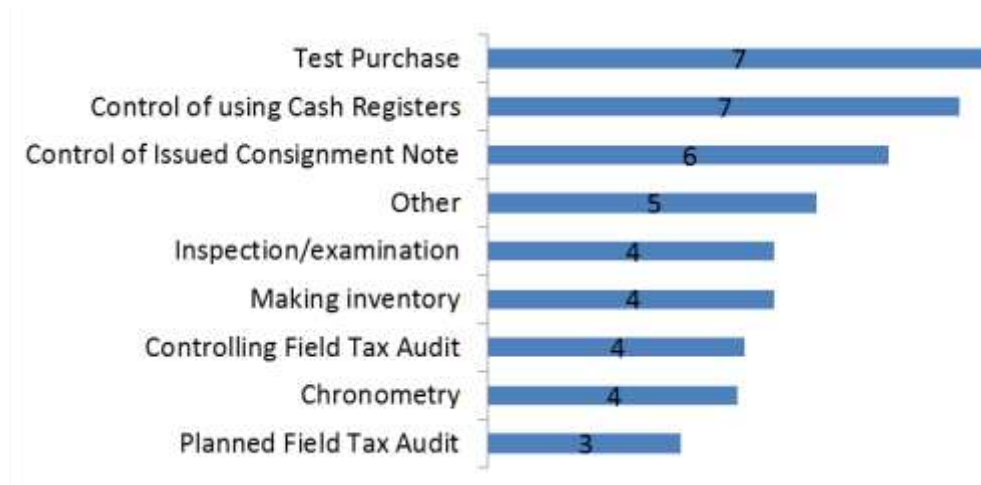 Test Purchase 7
Control of using Cash Registers 7
Control of Issued Consignment Note 6
Other 5
Inspection/examination 4
Making inventory 4
Controlling Field Tax Audit 4
Chronometry 4
Planned Field Tax Audit 3